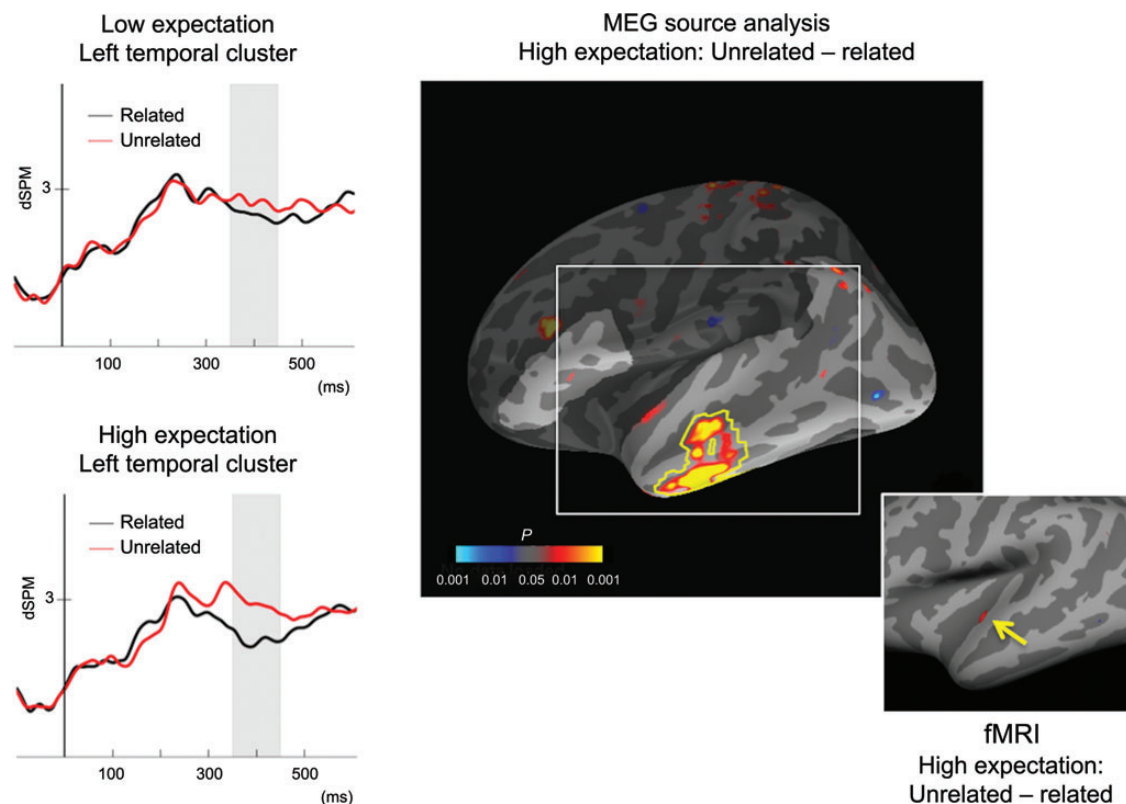 Low expectation
Left temporal cluster
Related
Unrelated
dSPM
3
100
300
500
(ms)
High expectation
Left temporal cluster
Related
Unrelated
dSPM
3
100
300
500
(ms)
MEG source analysis
High expectation: Unrelated – related
P
0.001 0.01 0.05 0.01 0.001
fMRI
High expectation:
Unrelated – related